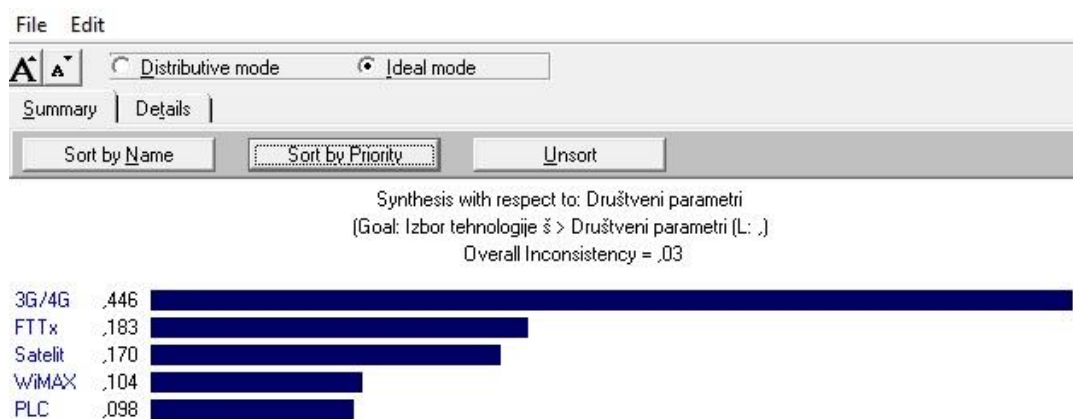 File Edit
A A Distributive mode Ideal mode
Summary Details
Sort by Name Sort by Priority Unsort
Synthesis with respect to: Društveni parametri
(Goal: Izbor tehnologije š > Društveni parametri (L: ,)
Overall Inconsistency = ,03
3G/4G ,446
FTTx ,183
Satelit ,170
WiMAX ,104
PLC ,098